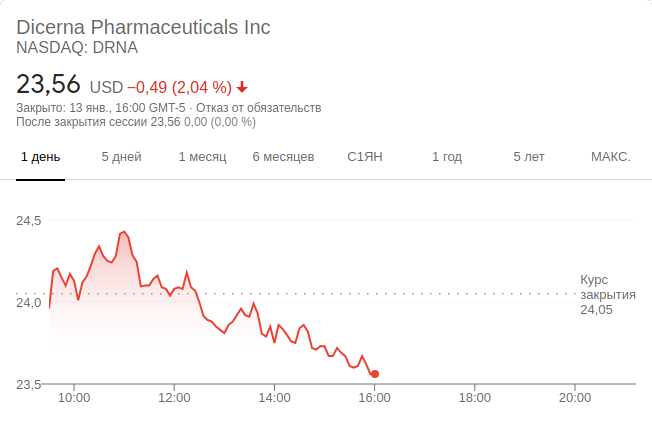 Dicerna Pharmaceuticals Inc
NASDAQ: DRNA
23,56 USD −0,49 (2,04 %)
Закрыто: 13 янв., 16:00 GMT-5 · Отказ от обязательств
После закрытия сессии 23,56 0,00 (0,00 %)
1 день 5 дней 1 месяц 6 месяцев С1ЯН 1 год 5 лет МАКС.
24,5
Курс
закрытия
24,05
24,0
23,5
10:00 12:00 14:00 16:00 18:00 20:00